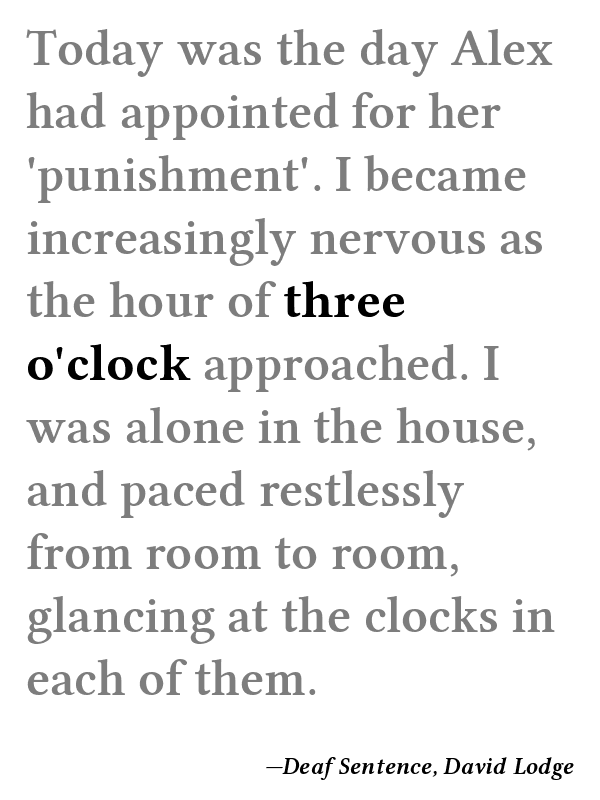 Today was the day Alex
had appointed for her
'punishment'. I became
increasingly nervous as
the hour of three
o'clock approached. I
was alone in the house,
and paced restlessly
from room to room,
glancing at the clocks in
each of them.
—Deaf Sentence, David Lodge